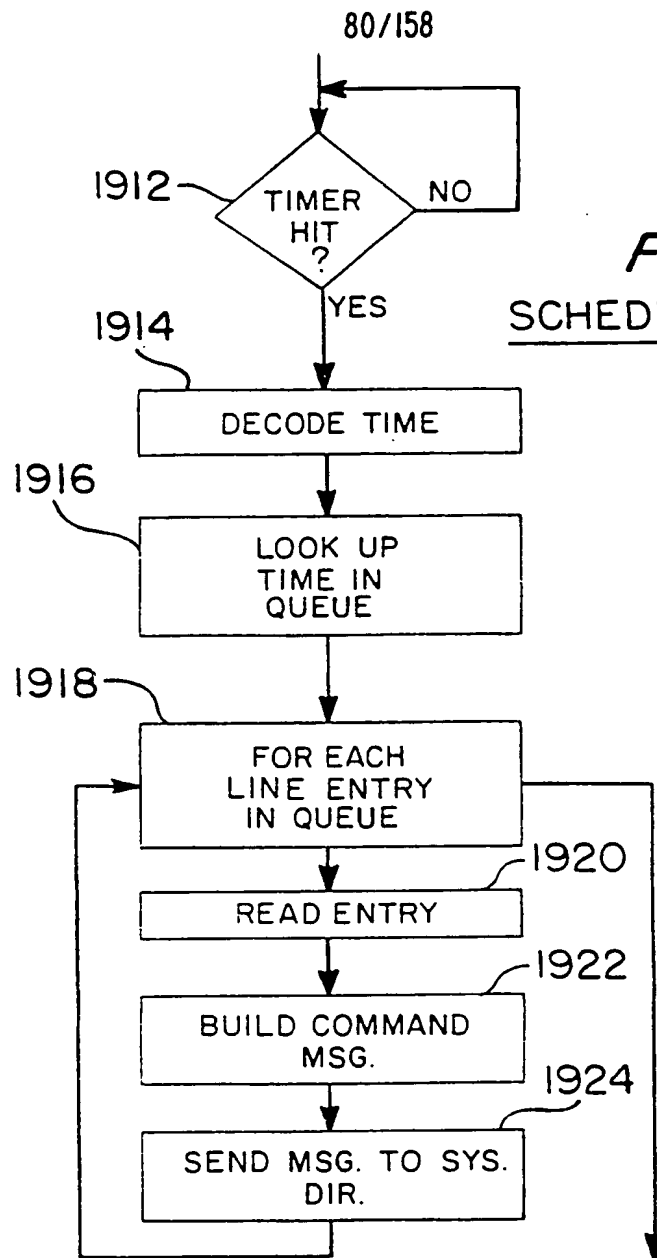 80/158
1912
TIMER
HIT
?
NO
YES
SCHED
1914
DECODE TIME
1916
LOOK UP
TIME IN
QUEUE
1918
FOR EACH
LINE ENTRY
IN QUEUE
1920
READ ENTRY
1922
BUILD COMMAND
MSG.
1924
SEND MSG. TO SYS.
DIR.